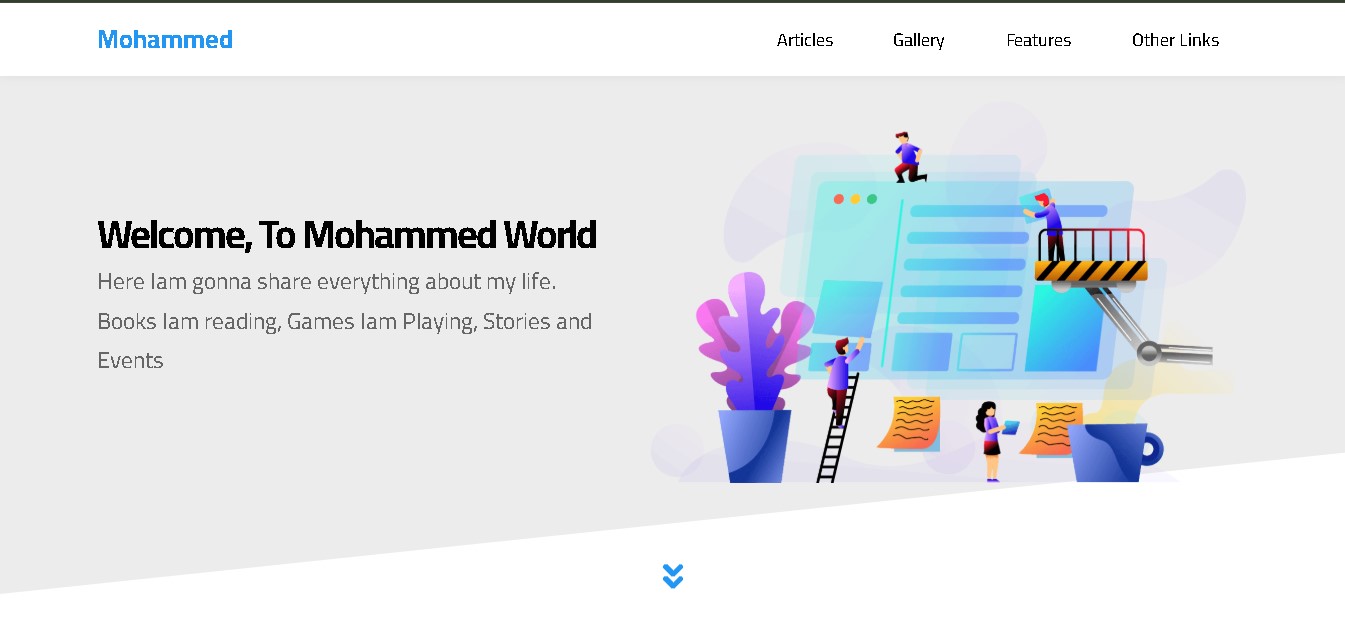 Mohammed
Articles Gallery Features Other Links
Welcome, To Mohammed World
Here Iam gonna share everything about my life.
Books Iam reading, Games Iam Playing, Stories and
Events